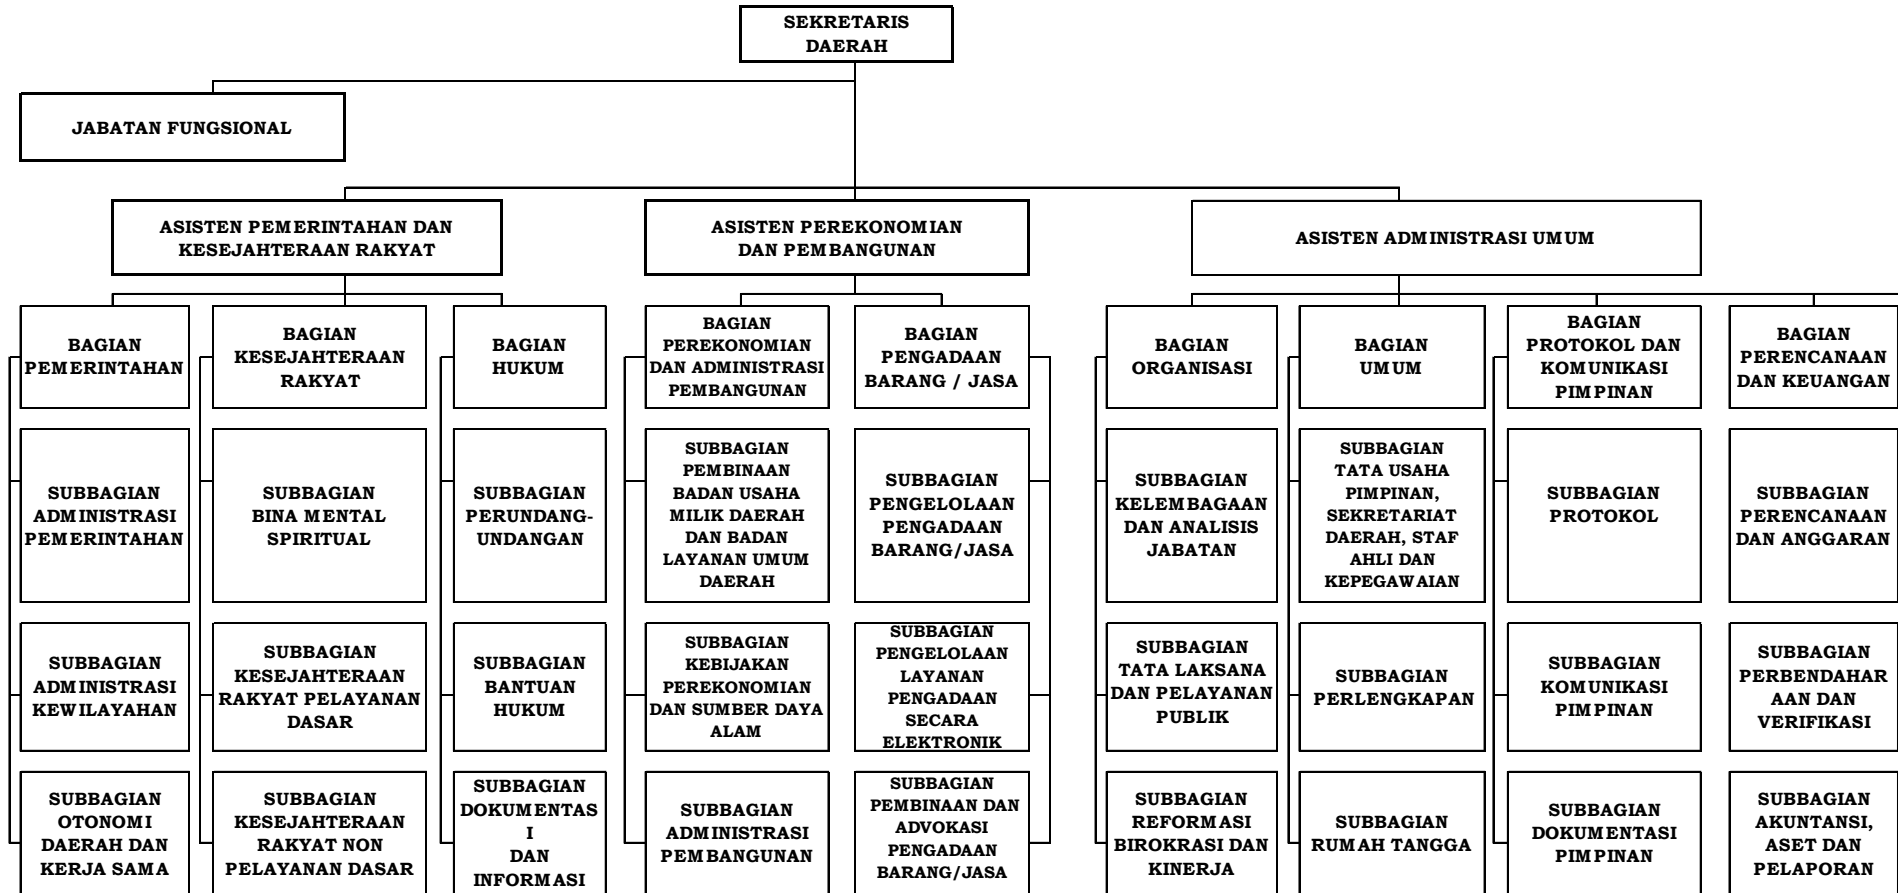 SEKRETARIS
DAERAH
JABATAN FUNGSIONAL
ASISTEN PEMERINTAHAN DAN
KESEJAHTERAAN RAKYAT
ASISTEN PEREKONOMIAN
DAN PEMBANGUNAN
ASISTEN ADMINISTRASI UMUM
BAGIAN
PEMERINTAHAN
BAGIAN
KESEJAHTERAAN
RAKYAT
BAGIAN
HUKUM
BAGIAN
PEREKONOMIAN
DAN ADMINISTRASI
PEMBANGUNAN
BAGIAN
PENGADAAN
BARANG / JASA
BAGIAN
ORGANISASI
BAGIAN
UMUM
BAGIAN
PROTOKOL DAN
KOMUNIKASI
PIMPINAN
BAGIAN
PERENCANAAN
DAN KEUANGAN
SUBBAGIAN
ADMINISTRASI
PEMERINTAHAN
SUBBAGIAN
BINA MENTAL
SPIRITUAL
SUBBAGIAN
PERUNDANG-
UNDANGAN
SUBBAGIAN
PEMBINAAN
BADAN USAHA
MILIK DAERAH
DAN BADAN
LAYANAN UMUM
DAERAH
SUBBAGIAN
PENGELOLAAN
PENGADAAN
BARANG/JASA
SUBBAGIAN
KELEMBAGAAN
DAN ANALISIS
JABATAN
SUBBAGIAN
TATA USAHA
PIMPINAN,
SEKRETARIAT
DAERAH, STAF
AHLI DAN
KEPEGAWAIAN
SUBBAGIAN
PROTOKOL
SUBBAGIAN
PERENCANAAN
DAN ANGGARAN
SUBBAGIAN
ADMINISTRASI
KEWILAYAHAN
SUBBAGIAN
KESEJAHTERAAN
RAKYAT PELAYANAN
DASAR
SUBBAGIAN
BANTUAN
HUKUM
SUBBAGIAN
KEBIJAKAN
PEREKONOMIAN
DAN SUMBER DAYA
ALAM
SUBBAGIAN
PENGELOLAAN
LAYANAN
PENGADAAN
SECARA
ELEKTRONIK
SUBBAGIAN
TATA LAKSANA
DAN PELAYANAN
PUBLIK
SUBBAGIAN
PERLENGKAPAN
SUBBAGIAN
KOMUNIKASI
PIMPINAN
SUBBAGIAN
PERBENDAHAR
AAN DAN
VERIFIKASI
SUBBAGIAN
OTONOMI
DAERAH DAN
KERJA SAMA
SUBBAGIAN
KESEJAHTERAAN
RAKYAT NON
PELAYANAN DASAR
SUBBAGIAN
DOKUMENTAS
I
DAN
INFORMASI
SUBBAGIAN
ADMINISTRASI
PEMBANGUNAN
SUBBAGIAN
PEMBINAAN DAN
ADVOKASI
PENGADAAN
BARANG/JASA
SUBBAGIAN
REFORMASI
BIROKRASI DAN
KINERJA
SUBBAGIAN
RUMAH TANGGA
SUBBAGIAN
DOKUMENTASI
PIMPINAN
SUBBAGIAN
AKUNTANSI,
ASET DAN
PELAPORAN